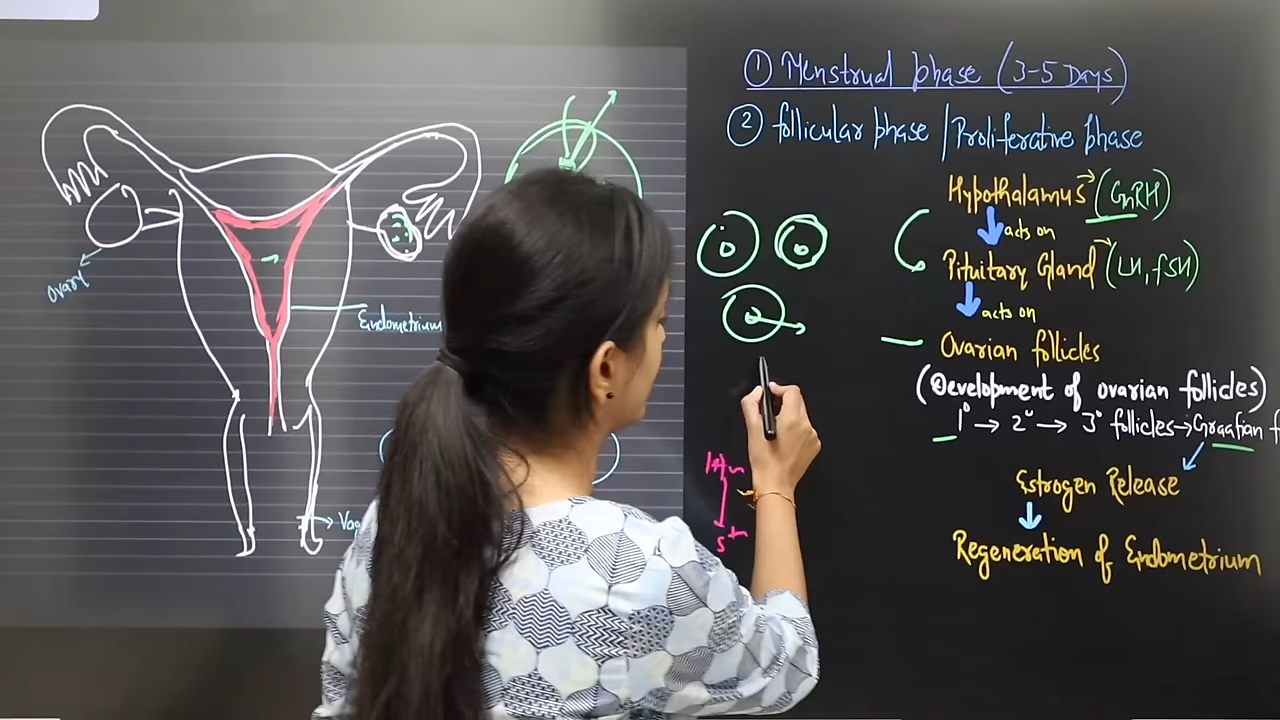 ① Menstrual phase (3-5 Days)
② follicular phase / Proliferative phase
Hypothalamus → (GnRH)
acts on
Pituitary Gland → (LH, FSH)
acts on
Ovarian follicles
(Development of ovarian follicles)
1° → 2° → 3° follicles → Graafian f
Estrogen Release
Regeneration of Endometrium
Ovary
Endometrium
Vag
5th